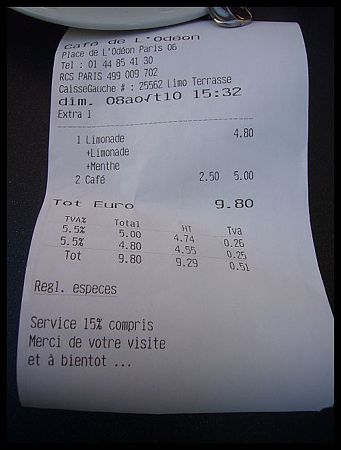 Café de L'Odéon
Place de L'Odéon Paris 06
Tel : 01 44 85 41 30
RCS PARIS 499 009 702
CaisseGauche # : 25562 Limo Terrasse
dim. 08ao√t10 15:32
Extra 1
1 Limonade 4.80
+Limonade
+Menthe
2 Café 2.50 5.00
Tot Euro 9.80
TVA% Total HT Tva
5.5% 5.00 4.74 0.26
5.5% 4.80 4.55 0.25
Tot 9.80 9.29 0.51
Regl. especes
Service 15% compris
Merci de votre visite
et à bientot ...